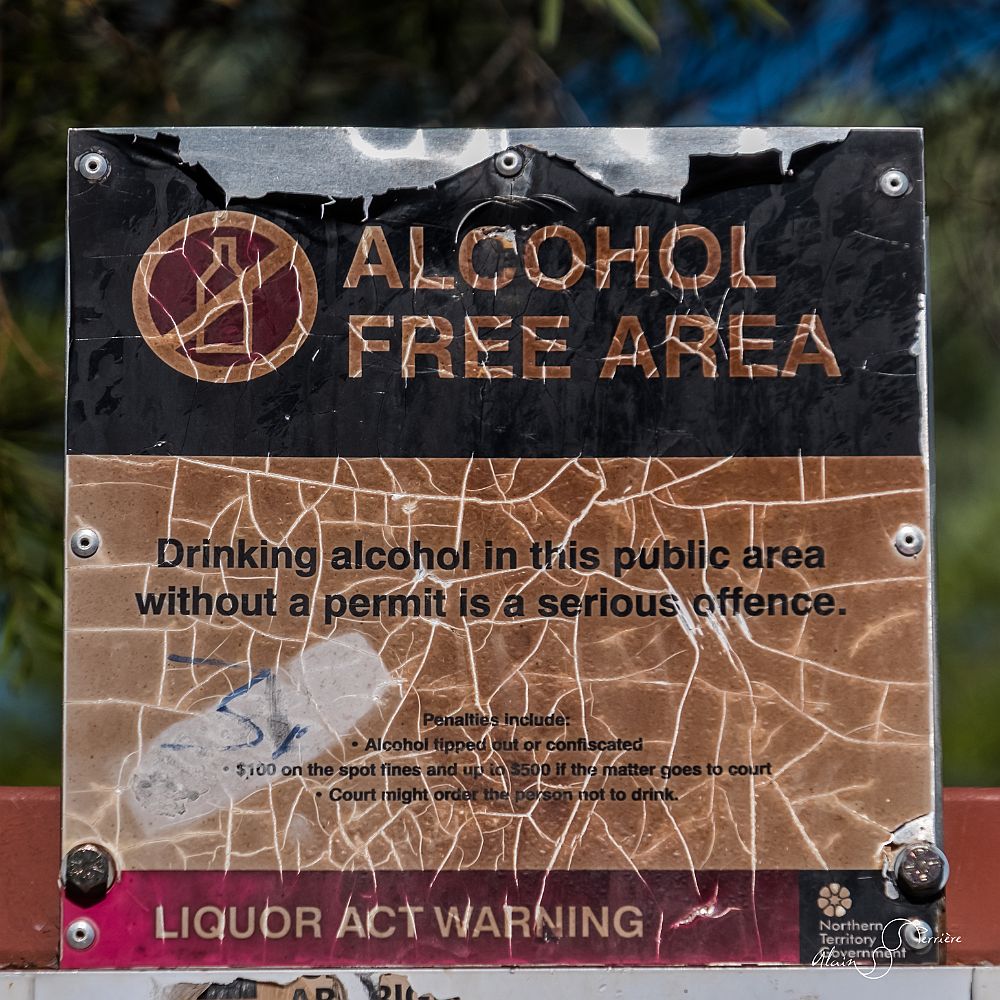 ALCOHOL
FREE AREA
Drinking alcohol in this public area
without a permit is a serious offence.
Penalties include:
• Alcohol tipped out or confiscated
• $100 on the spot fines and up to $500 if the matter goes to court
• Court might order the person not to drink.
LIQUOR ACT WARNING
Northern
Territory
Government
Alain Serrière